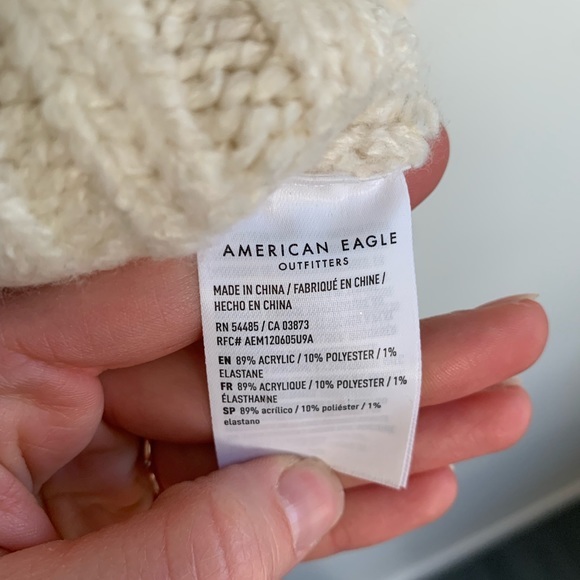 AMERICAN EAGLE
OUTFITTERS
MADE IN CHINA / FABRIQUÉ EN CHINE /
HECHO EN CHINA
RN 54485 / CA 03873
RFC# AEM120605U9A
EN 89% ACRYLIC / 10% POLYESTER / 1%
ELASTANE
FR 89% ACRYLIQUE / 10% POLYESTER / 1%
ÉLASTHANNE
SP 89% acrílico / 10% poliéster / 1%
elastano